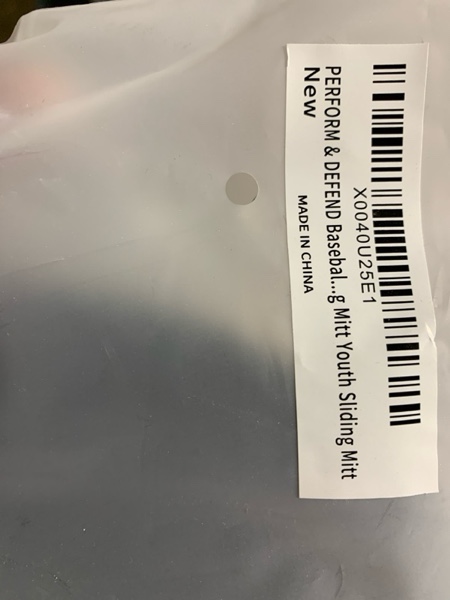 X0040U25E1
PERFORM & DEFEND Basebal...g Mitt Youth Sliding Mitt
New
MADE IN CHINA